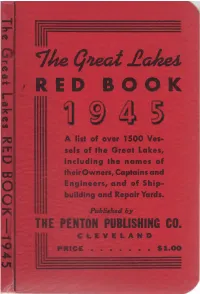 The Great Lakes RED BOOK—1945
The Great Lakes
RED BOOK
1945
A list of over 1500 Ves-
sels of the Great Lakes,
including the names of
their Owners, Captains and
Engineers, and of Ship-
building and Repair Yards.
Published by
THE PENTON PUBLISHING CO.
CLEVELAND
PRICE . . . . . . . $1.00